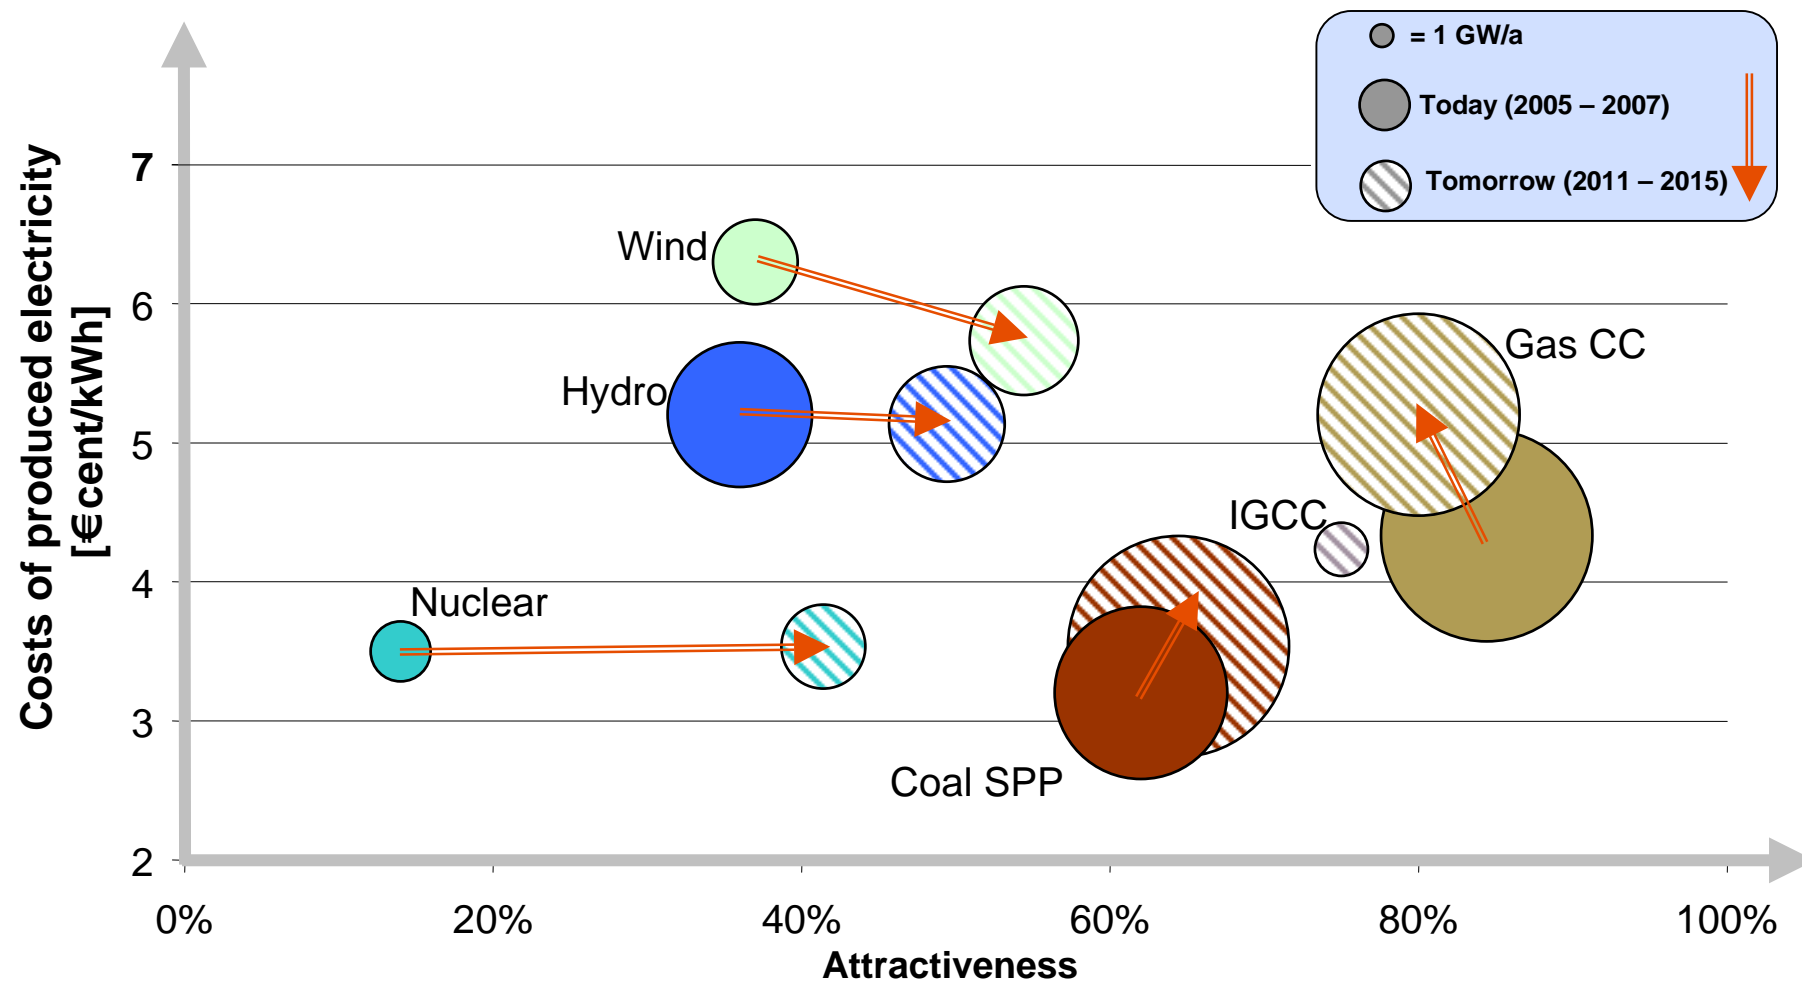 = 1 GW/a
Today (2005 – 2007)
Tomorrow (2011 – 2015)
Costs of produced electricity
[€cent/kWh]
7
6
5
4
3
2
Wind
Hydro
Gas CC
IGCC
Nuclear
Coal SPP
0%
20%
40%
60%
80%
100%
Attractiveness